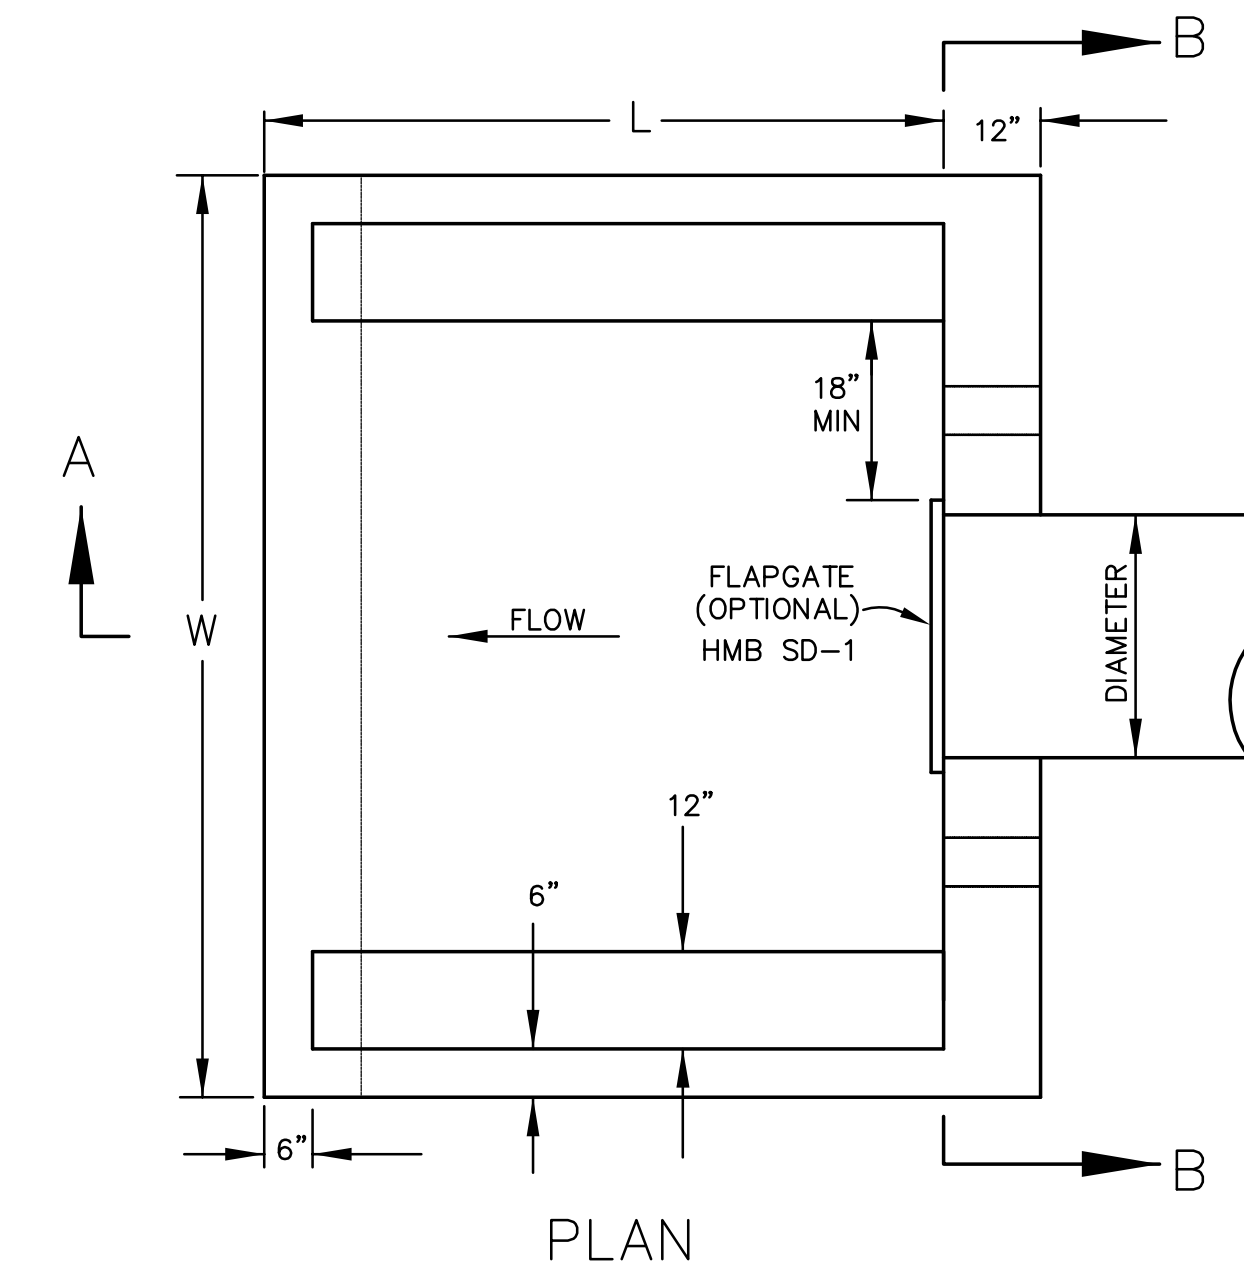 B
L
12”
18”
MIN
A
FLAPGATE
(OPTIONAL)
HMB SD-1
FLOW
W
DIAMETER
12”
6”
6”
B
PLAN